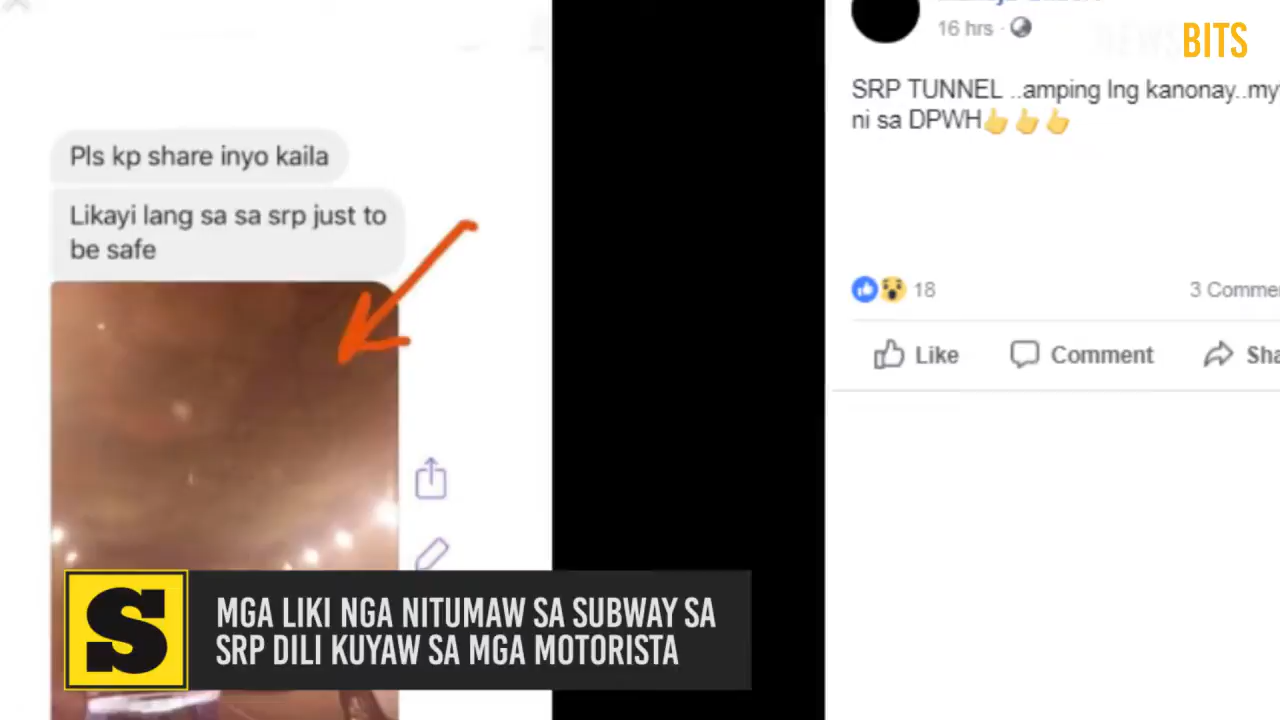 Pls kp share inyo kaila
Likayi lang sa sa srp just to
be safe
16 hrs
NEWS BITS
SRP TUNNEL ..amping lng kanonay..my
ni sa DPWH👆👆👆
18
3
Like
Comment
S
MGA LIKI NGA NITUMAW SA SUBWAY SA
SRP DILI KUYAW SA MGA MOTORISTA